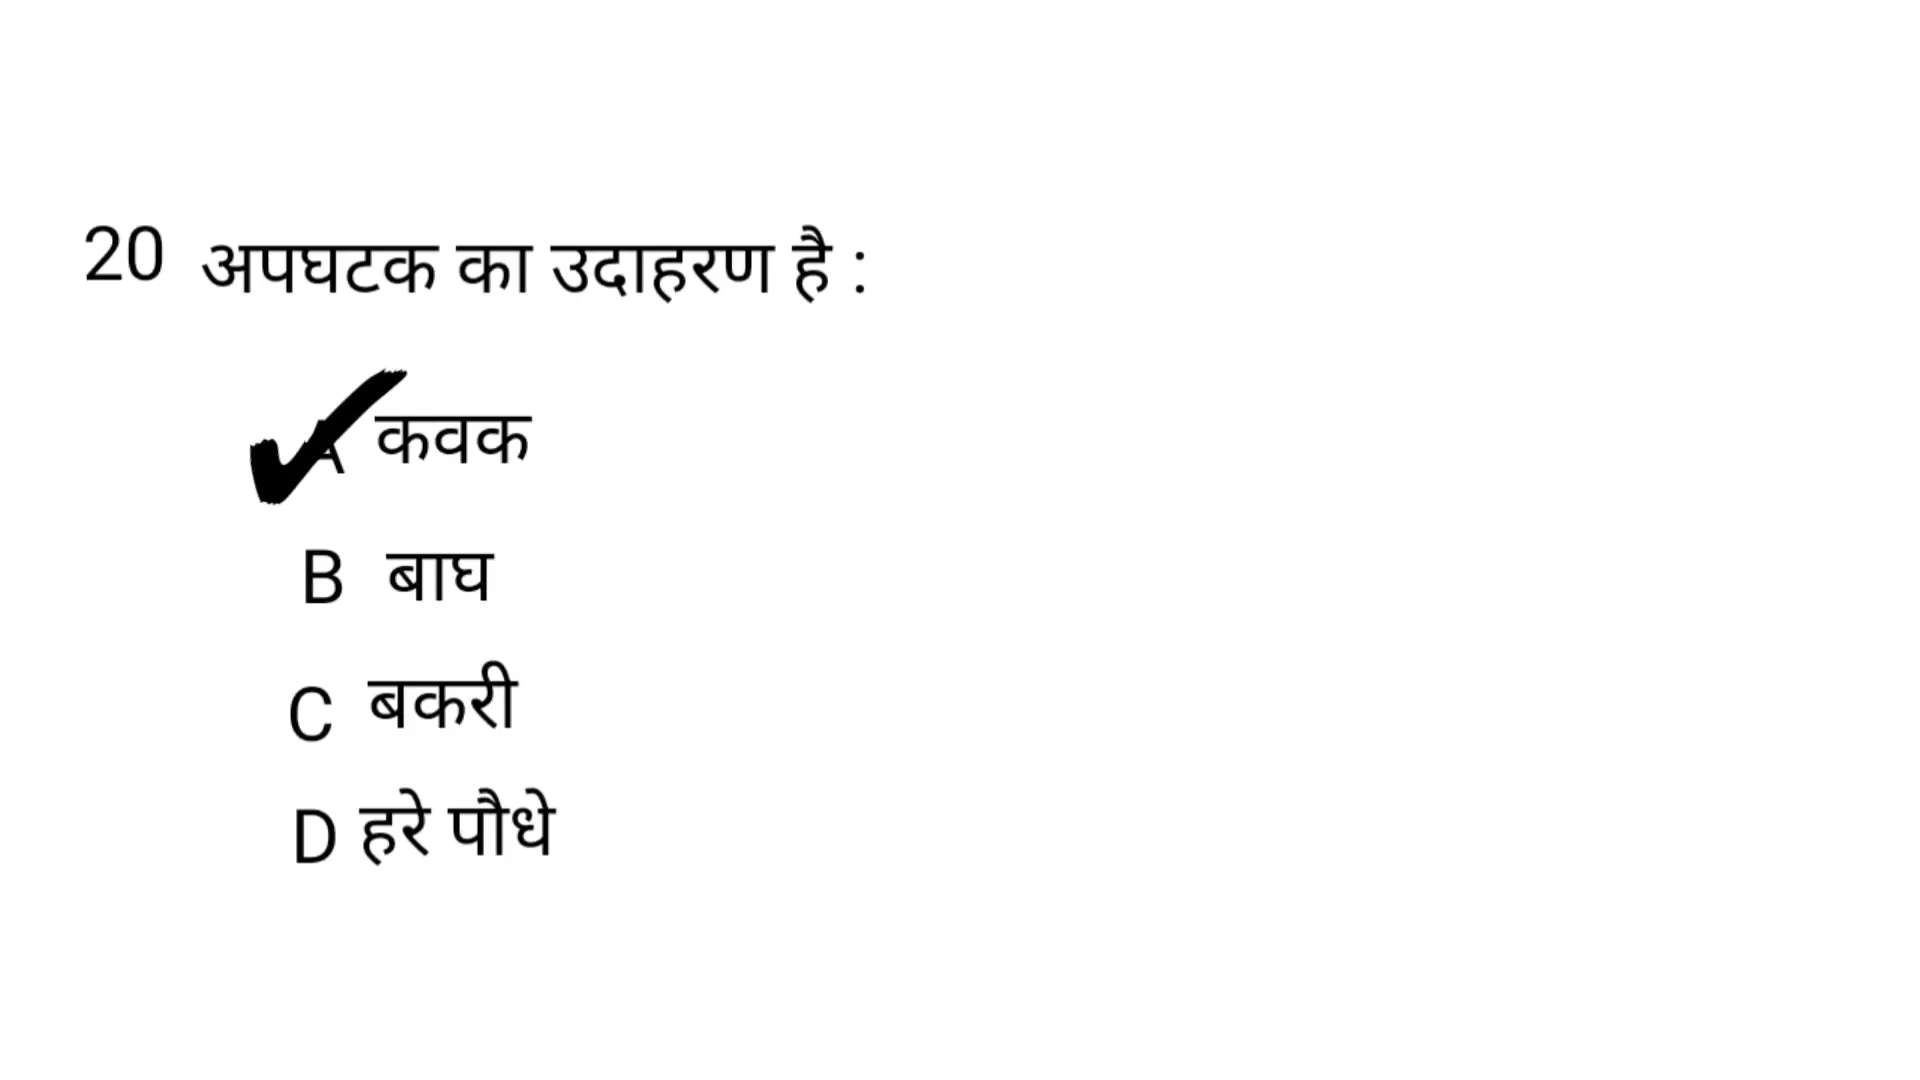 20 अपघटक का उदाहरण है :
A कवक
B बाघ
C बकरी
D हरे पौधे